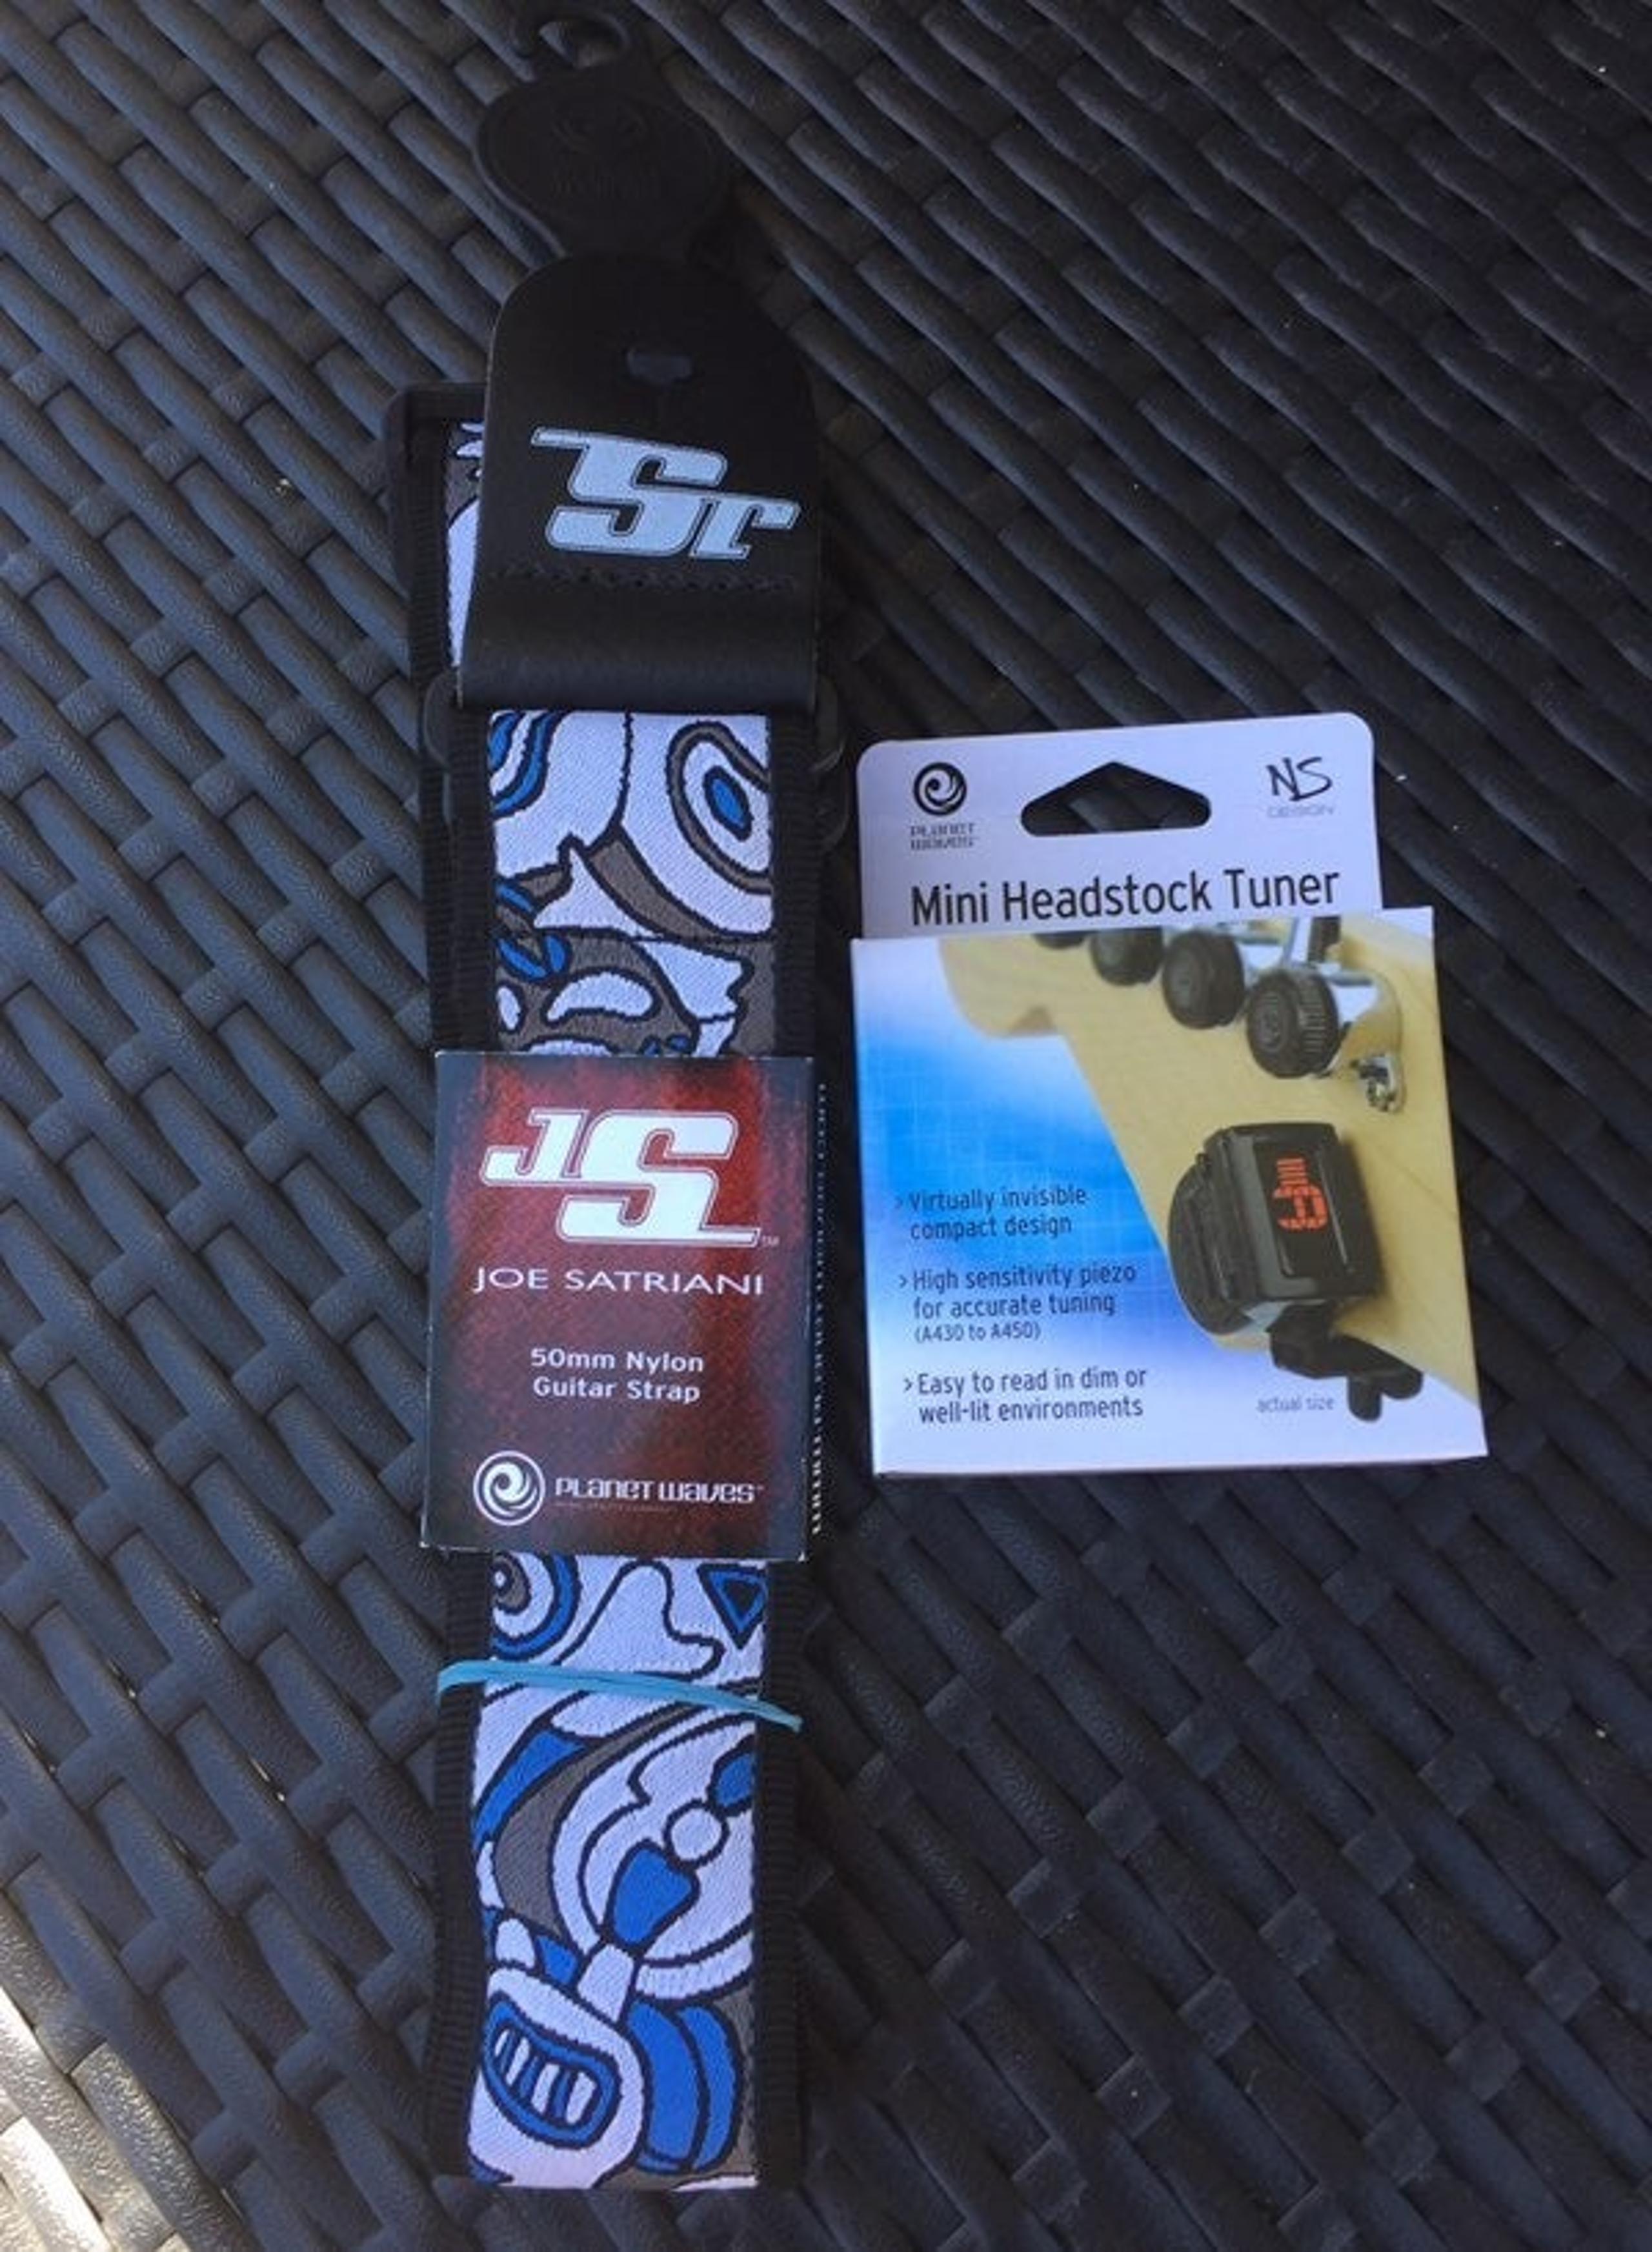 JS
JS
TM
JOE SATRIANI
50mm Nylon
Guitar Strap
PLANET WAVES
PLANET
WAVES
NS
DESIGN
Mini Headstock Tuner
> Virtually invisible
compact design
> High sensitivity piezo
for accurate tuning
(A430 to A450)
> Easy to read in dim or
well-lit environments
actual size